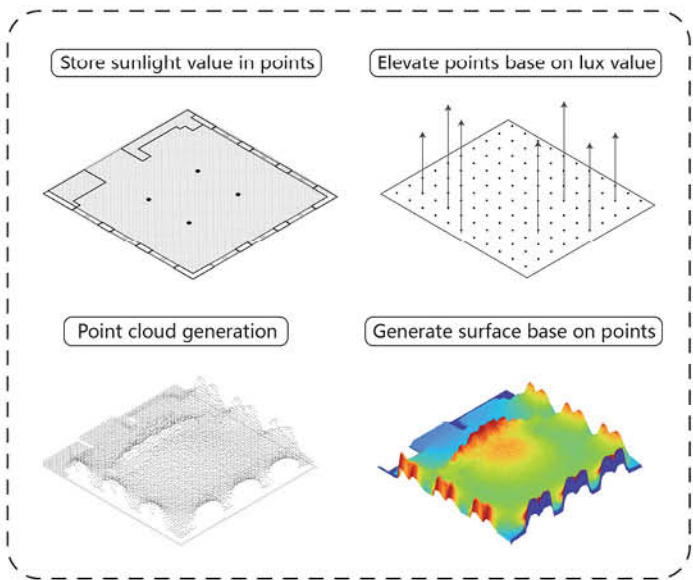 Store sunlight value in points
Elevate points base on lux value
Point cloud generation
Generate surface base on points